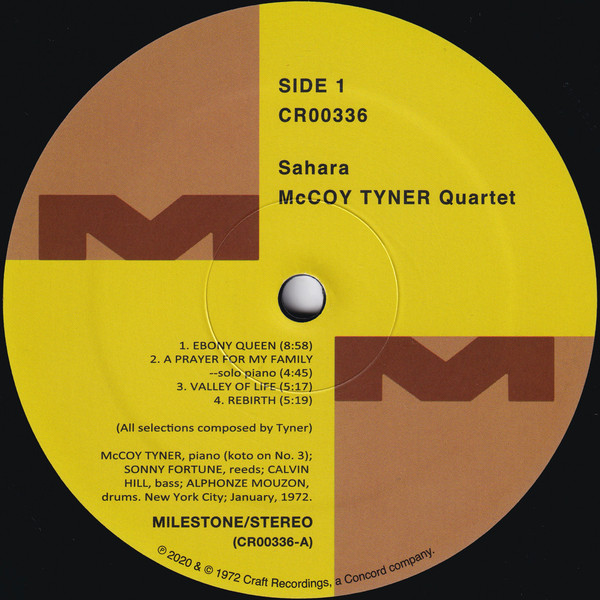 SIDE 1
CR00336
Sahara
McCOY TYNER Quartet
1. EBONY QUEEN (8:58)
2. A PRAYER FOR MY FAMILY
--solo piano (4:45)
3. VALLEY OF LIFE (5:17)
4. REBIRTH (5:19)
(All selections composed by Tyner)
McCOY TYNER, piano (koto on No. 3);
SONNY FORTUNE, reeds; CALVIN
HILL, bass; ALPHONZE MOUZON,
drums. New York City; January, 1972.
MILESTONE/STEREO
(CR00336-A)
℗ 2020 & © 1972 Craft Recordings, a Concord company.